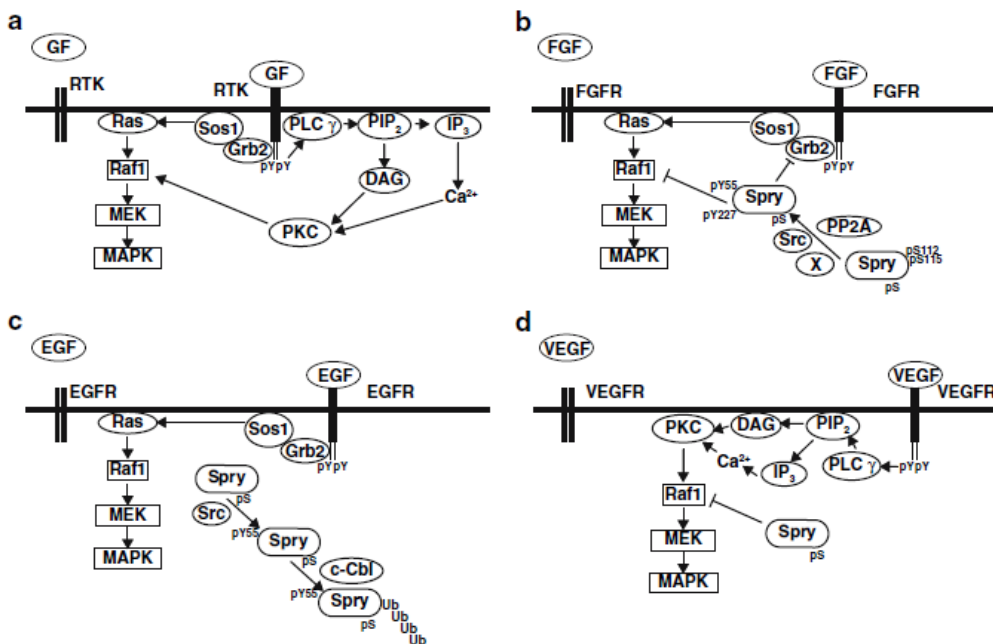 a
GF
RTK
RTK
GF
Ras
Sos1
Grb2
pYpY
PLC γ
PIP2
IP3
Raf1
DAG
Ca2+
MEK
PKC
MAPK
b
FGF
FGFR
FGF
FGFR
Ras
Sos1
Grb2
pYpY
Raf1
pY55
Spry
pY227
pS
MEK
PP2A
Src
X
MAPK
Spry
pS112
pS115
pS
c
EGF
EGFR
EGF
EGFR
Ras
Sos1
Grb2
pYpY
Raf1
Spry
pS
MEK
Src
pY55
Spry
pS
MAPK
c-Cbl
pY55
Spry
pS
Ub
Ub
Ub
Ub
d
VEGF
VEGFR
VEGF
VEGFR
PKC
DAG
PIP2
Ca2+
IP3
PLC γ
pYpY
Raf1
MEK
Spry
pS
MAPK